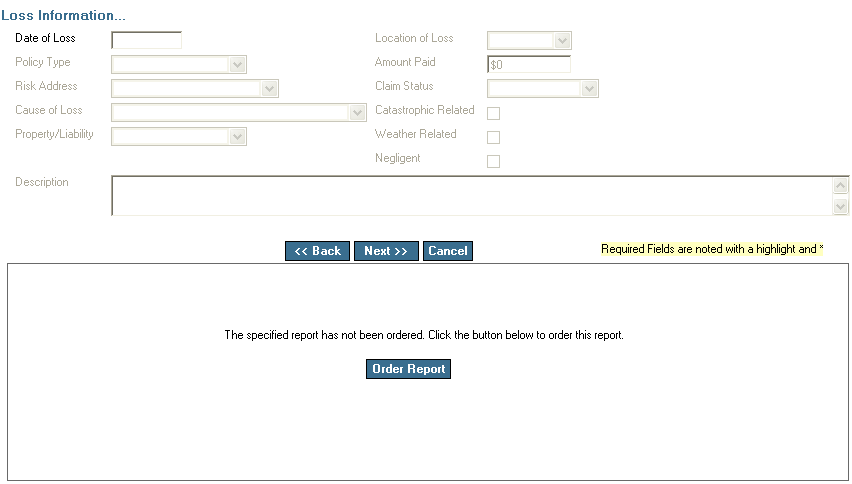 Loss Information...
Date of Loss
Location of Loss
Policy Type
Amount Paid
$0
Risk Address
Claim Status
Cause of Loss
Catastrophic Related
Property/Liability
Weather Related
Negligent
Description
<< Back
Next >>
Cancel
Required Fields are noted with a highlight and *
The specified report has not been ordered. Click the button below to order this report.
Order Report